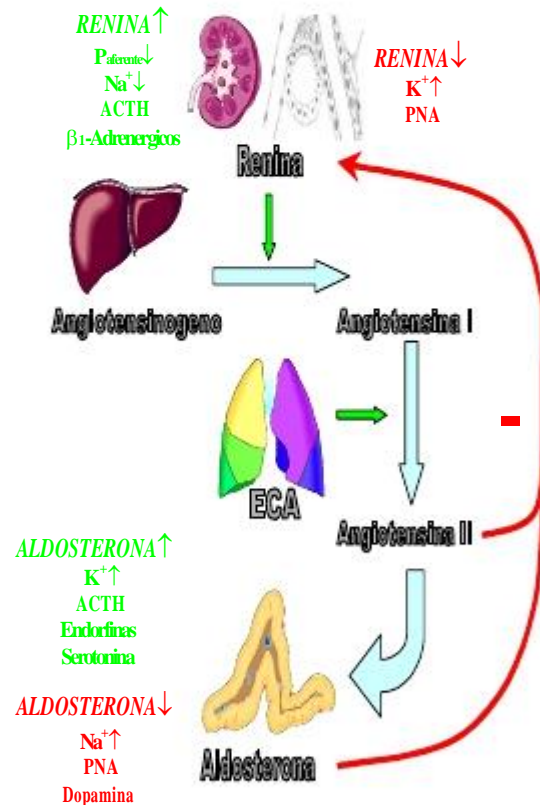 RENINA↑
Paferente↓
Na⁺↓
ACTH
β1-Adrenergicos
RENINA↓
K⁺↑
PNA
Renina
Angiotensinogeno
Angiotensina I
ECA
Angiotensina II
ALDOSTERONA↑
K⁺↑
ACTH
Endorfinas
Serotonina
ALDOSTERONA↓
Na⁺↑
PNA
Dopamina
Aldosterona